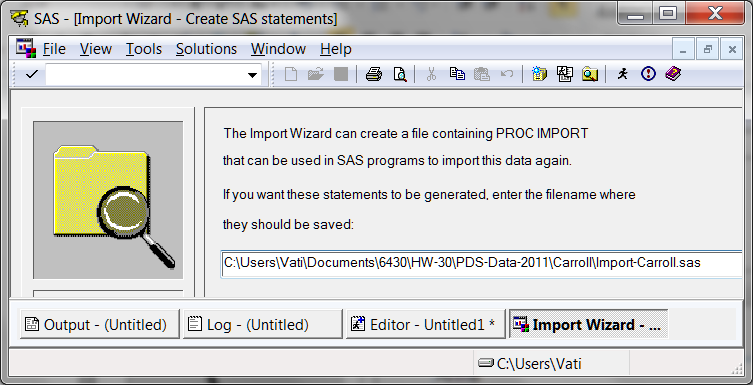 SAS - [Import Wizard - Create SAS statements]
File View Tools Solutions Window Help
The Import Wizard can create a file containing PROC IMPORT
that can be used in SAS programs to import this data again.
If you want these statements to be generated, enter the filename where
they should be saved:
C:\Users\Vati\Documents\6430\HW-30\PDS-Data-2011\Carroll\Import-Carroll.sas
Output - (Untitled) Log - (Untitled) Editor - Untitled1 * Import Wizard - ...
C:\Users\Vati